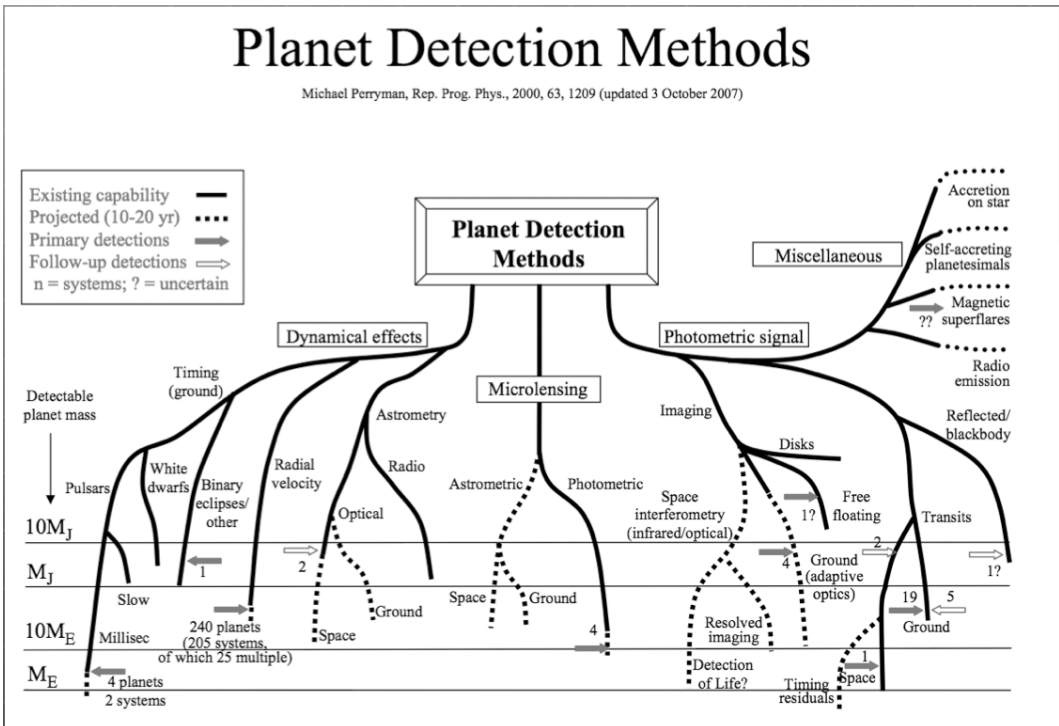 Planet Detection Methods
Michael Perryman, Rep. Prog. Phys., 2000, 63, 1209 (updated 3 October 2007)
Existing capability
Projected (10-20 yr)
Primary detections
Follow-up detections
n = systems; ? = uncertain
Planet Detection
Methods
Miscellaneous
Accretion
on star
Self-accreting
planetesimals
Magnetic
superflares
??
Radio
emission
Dynamical effects
Photometric signal
Microlensing
Timing
(ground)
Detectable
planet mass
Astrometry
Imaging
Reflected/
blackbody
Disks
White
dwarfs
Pulsars
Binary
eclipses/
other
Radial
velocity
Radio
Optical
Astrometric
Photometric
Space
interferometry
(infrared/optical)
1?
Free
floating
Transits
10MJ
1
2
4
Ground
(adaptive
optics)
2
1?
MJ
Slow
Ground
Space
Space
Ground
19
5
Ground
240 planets
(205 systems,
of which 25 multiple)
4
Resolved
imaging
10ME
Millisec
Detection
of Life?
1
Space
Timing
residuals
ME
4 planets
2 systems